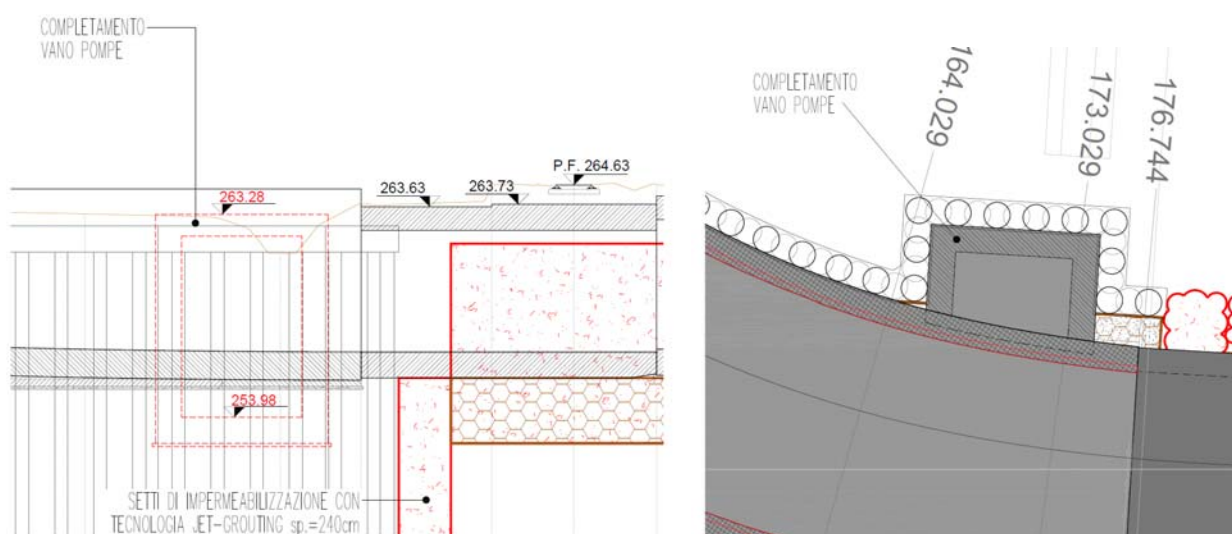 COMPLETAMENTO
VANO POMPE
263.28
263.63
263.73
P.F. 264.63
253.98
SETTI DI IMPERMEABILIZZAZIONE CON
TECNOLOGIA JET-GROUTING sp.=240cm
COMPLETAMENTO
VANO POMPE
164.029
173.029
176.744